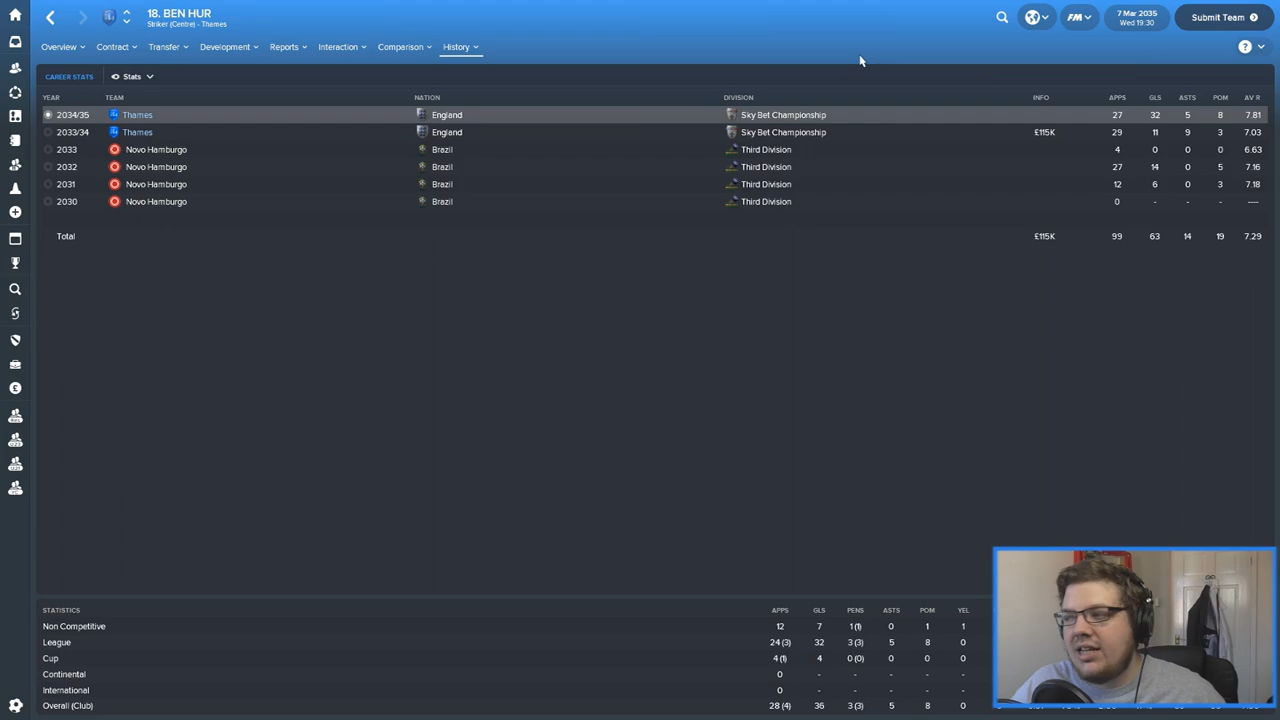 18. BEN HUR
Striker (Centre) - Thames
FM
7 Mar 2035
Wed 19:30
Submit Team
Overview Contract Transfer Development Reports Interaction Comparison History
?
CAREER STATS Stats
YEAR TEAM NATION DIVISION INFO APPS GLS ASTS POM AV R
2034/35 Thames England Sky Bet Championship 27 32 5 8 7.81
2033/34 Thames England Sky Bet Championship £115K 29 11 9 3 7.03
2033 Novo Hamburgo Brazil Third Division 4 0 0 0 6.63
2032 Novo Hamburgo Brazil Third Division 27 14 0 5 7.16
2031 Novo Hamburgo Brazil Third Division 12 6 0 3 7.18
2030 Novo Hamburgo Brazil Third Division 0 - - - ----
Total £115K 99 63 14 19 7.29
STATISTICS APPS GLS PENS ASTS POM YEL
Non Competitive 12 7 1 (1) 0 1 1
League 24 (3) 32 3 (3) 5 8 0
Cup 4 (1) 4 0 (0) 0 0 0
Continental 0 - - - - -
International 0 - - - - -
Overall (Club) 28 (4) 36 3 (3) 5 8 0